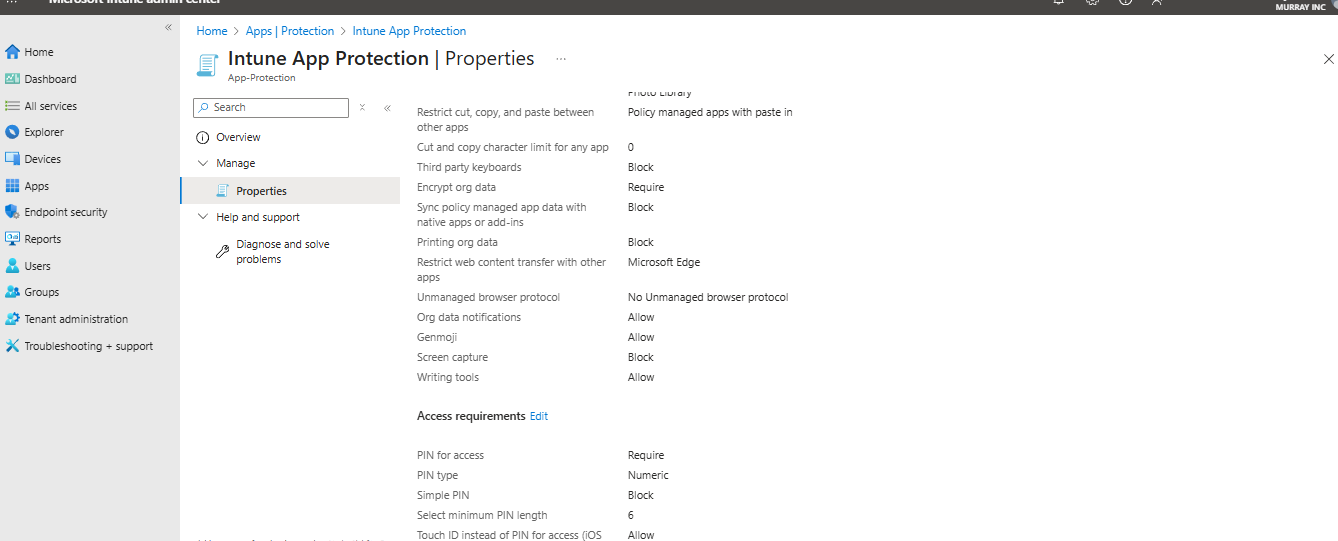 Microsoft Intune admin center
MURRAY INC
Home > Apps | Protection > Intune App Protection
Intune App Protection | Properties
App-Protection
Home
Dashboard
All services
Explorer
Devices
Apps
Endpoint security
Reports
Users
Groups
Tenant administration
Troubleshooting + support
Search
Overview
Manage
Properties
Help and support
Diagnose and solve
problems
Photo Library
Restrict cut, copy, and paste between Policy managed apps with paste in
other apps
Cut and copy character limit for any app 0
Third party keyboards Block
Encrypt org data Require
Sync policy managed app data with Block
native apps or add-ins
Printing org data Block
Restrict web content transfer with other Microsoft Edge
apps
Unmanaged browser protocol No Unmanaged browser protocol
Org data notifications Allow
Genmoji Allow
Screen capture Block
Writing tools Allow
Access requirements Edit
PIN for access Require
PIN type Numeric
Simple PIN Block
Select minimum PIN length 6
Touch ID instead of PIN for access (iOS Allow